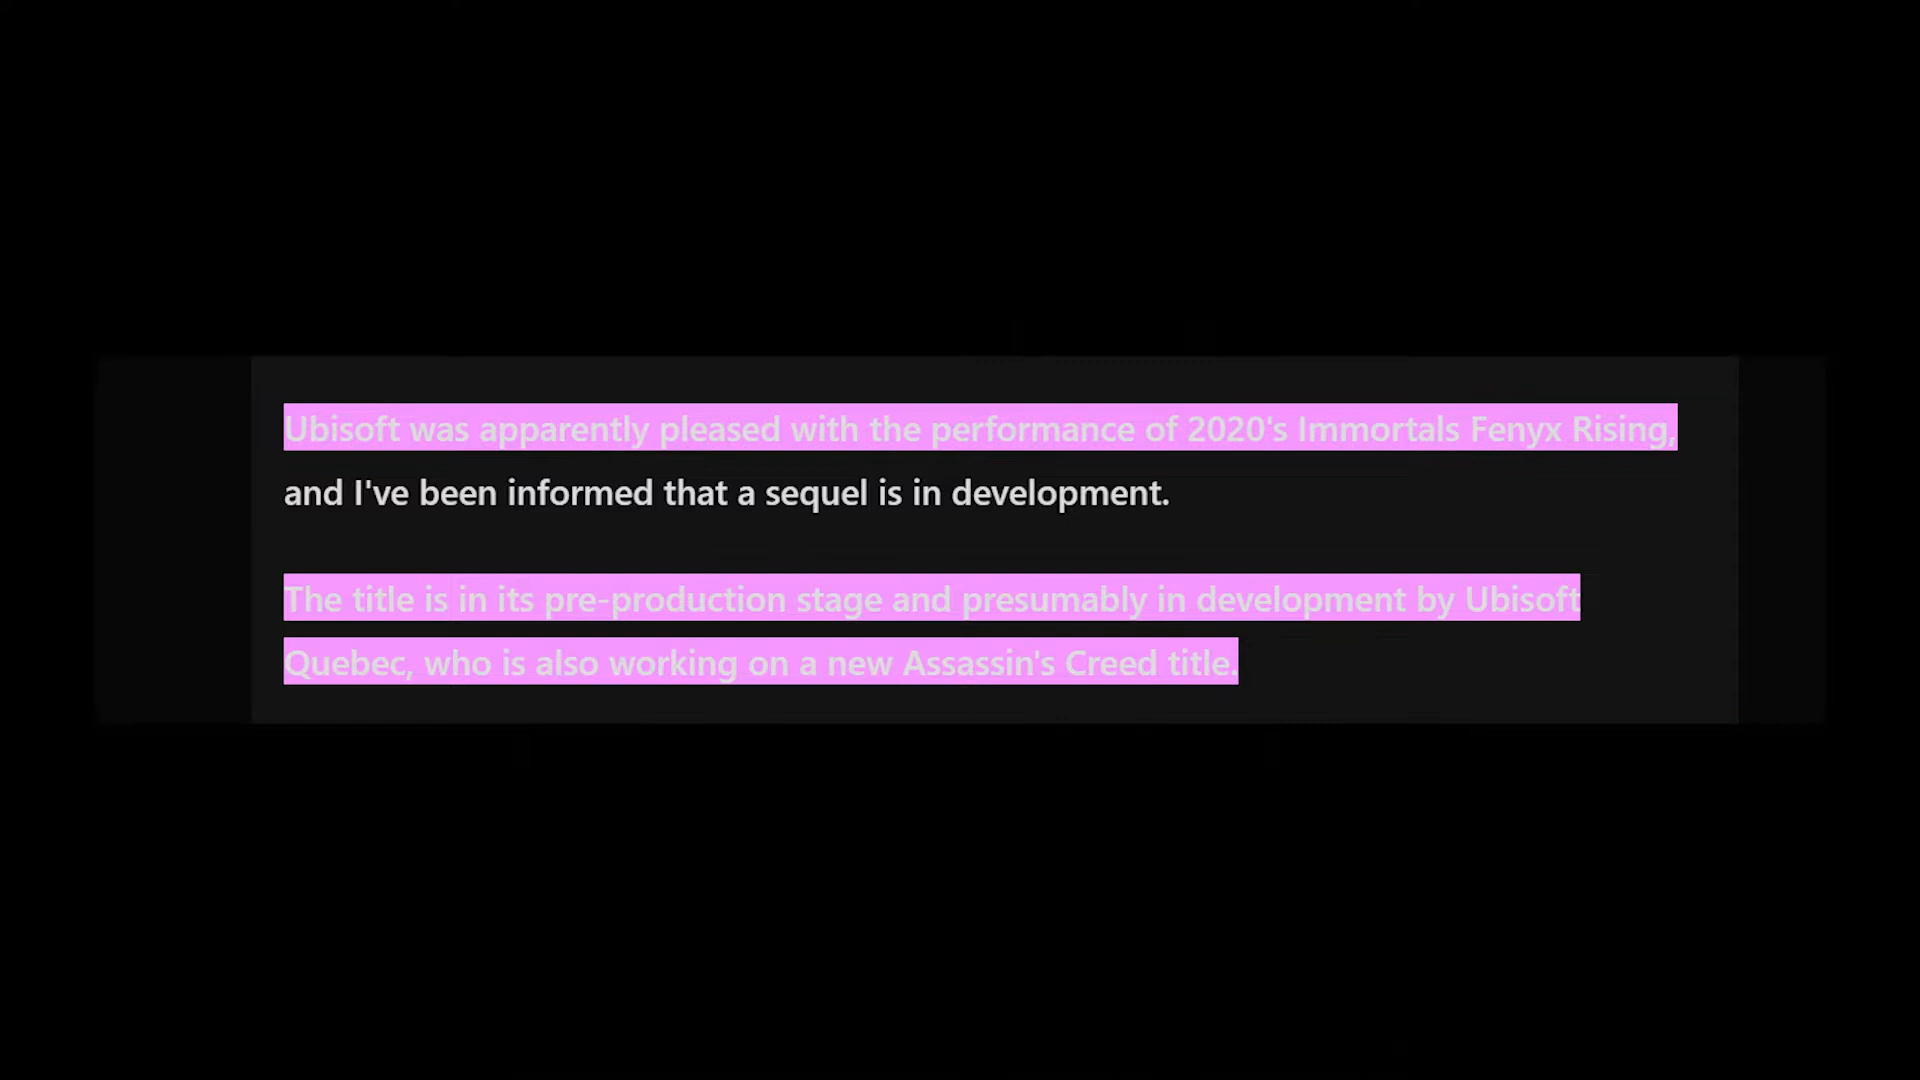 Ubisoft was apparently pleased with the performance of 2020's Immortals Fenyx Rising,
and I've been informed that a sequel is in development.
The title is in its pre-production stage and presumably in development by Ubisoft
Quebec, who is also working on a new Assassin's Creed title.